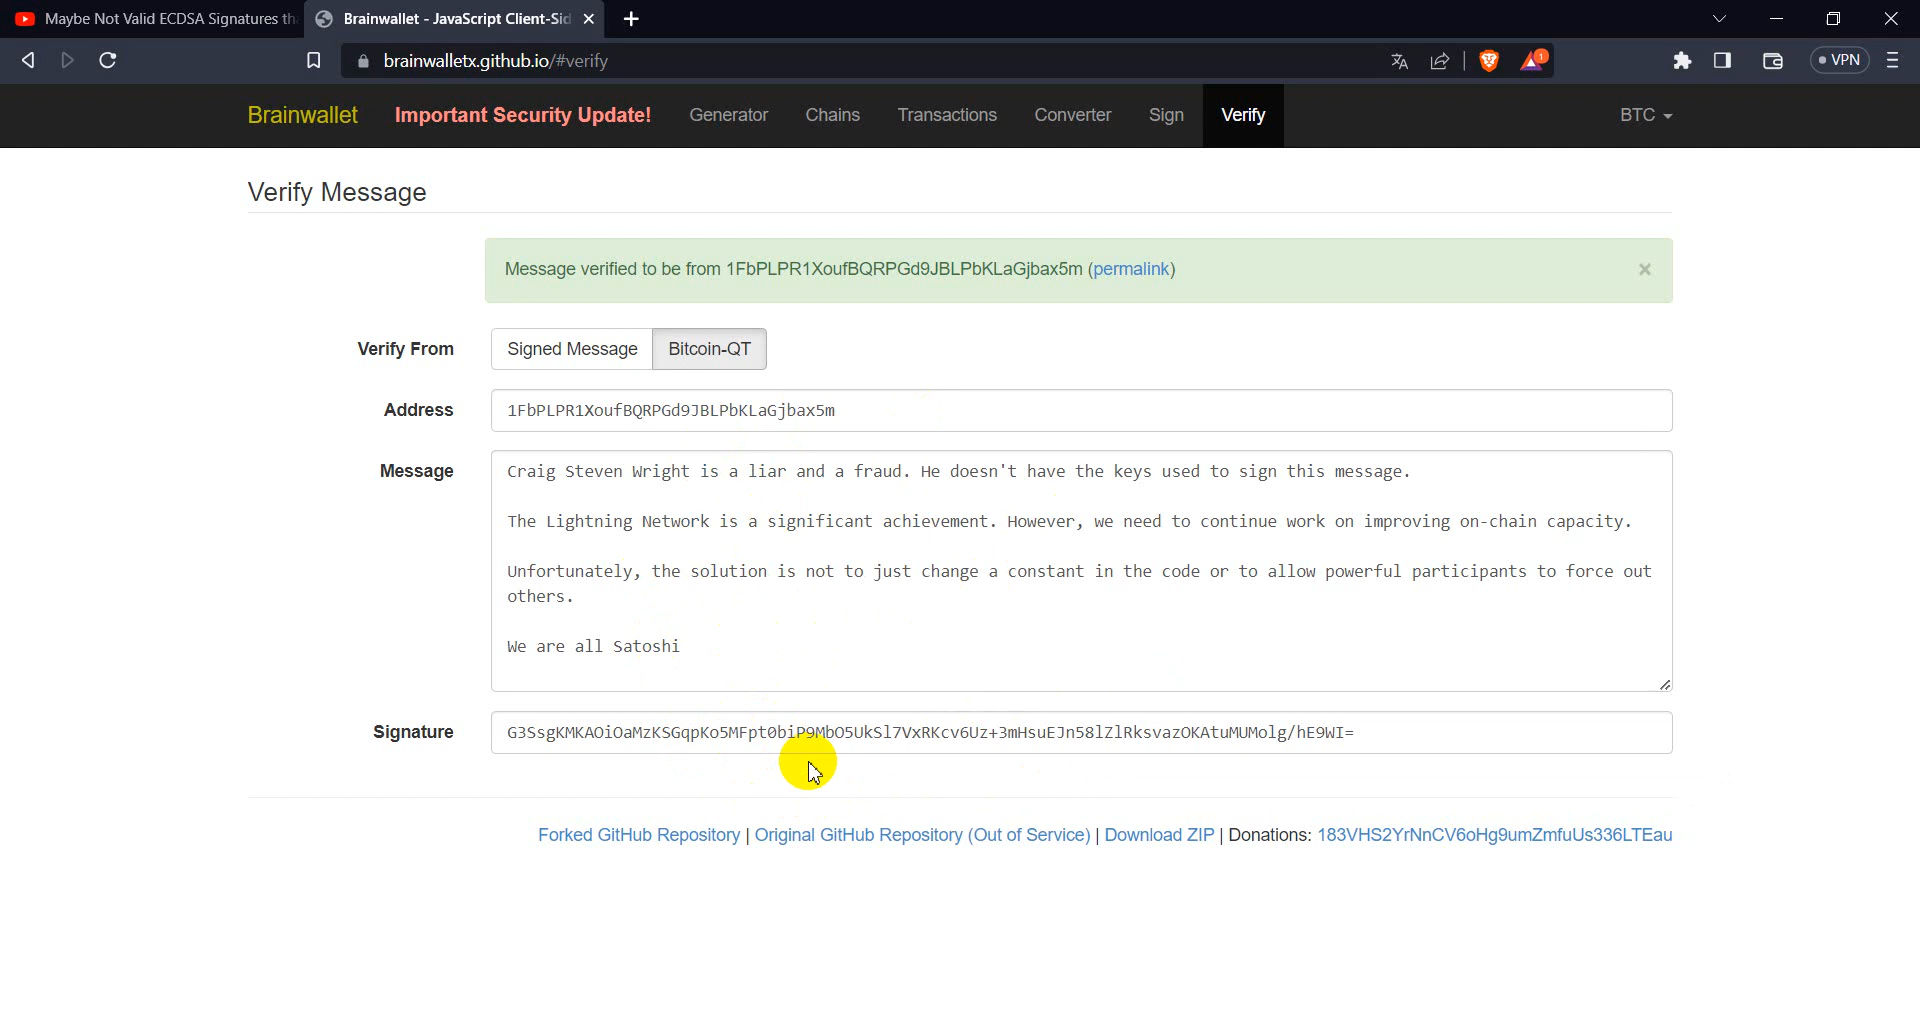 Maybe Not Valid ECDSA Signatures th
Brainwallet - JavaScript Client-Sid
brainwalletx.github.io/#verify
1
VPN
Brainwallet
Important Security Update!
Generator
Chains
Transactions
Converter
Sign
Verify
BTC
Verify Message
Message verified to be from 1FbPLPR1XoufBQRPGd9JBLPbKLaGjbax5m (permalink)
×
Verify From
Signed Message
Bitcoin-QT
Address
1FbPLPR1XoufBQRPGd9JBLPbKLaGjbax5m
Message
Craig Steven Wright is a liar and a fraud. He doesn't have the keys used to sign this message.
The Lightning Network is a significant achievement. However, we need to continue work on improving on-chain capacity.
Unfortunately, the solution is not to just change a constant in the code or to allow powerful participants to force out
others.
We are all Satoshi
Signature
G3SsgKMKAOiOaMzKSGqpKo5MFpt0biP9MbO5UkSl7VxRKcv6Uz+3mHsuEJn58lZlRksvazOKAtuMUMolg/hE9WI=
Forked GitHub Repository | Original GitHub Repository (Out of Service) | Download ZIP | Donations: 183VHS2YrNnCV6oHg9umZmfuUs336LTEau